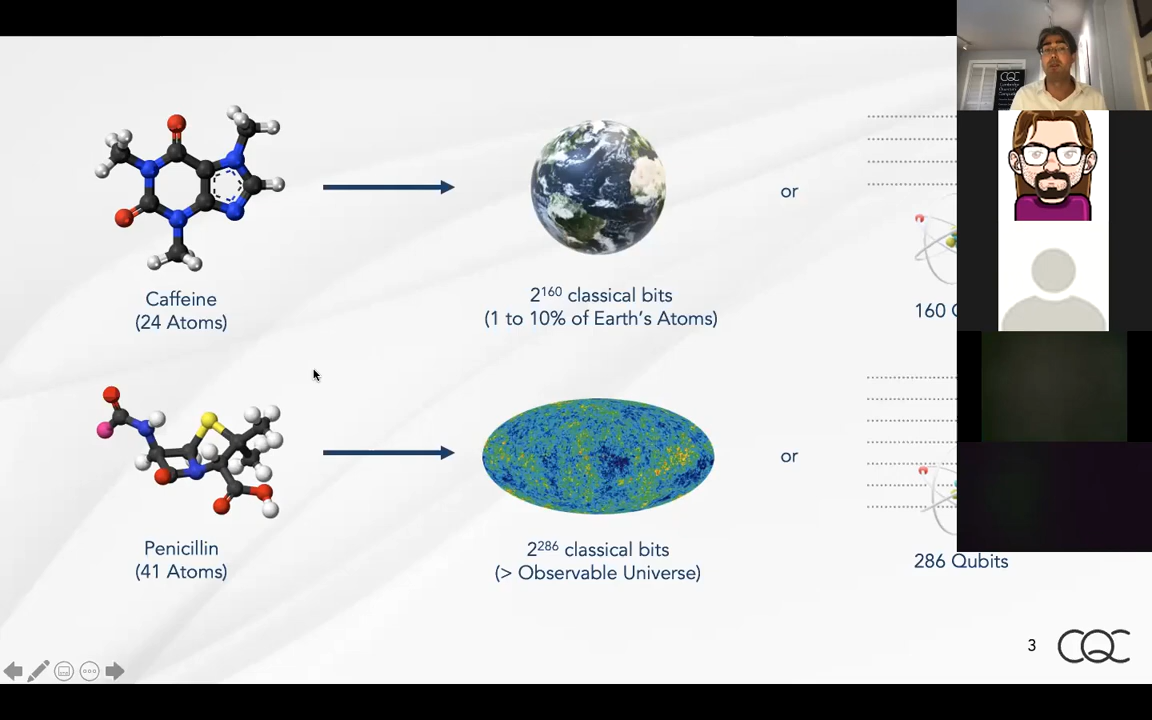 or
Caffeine
(24 Atoms)
2¹⁶⁰ classical bits
(1 to 10% of Earth's Atoms)
160
or
Penicillin
(41 Atoms)
2²⁸⁶ classical bits
(> Observable Universe)
286 Qubits
3
CQC
CQC